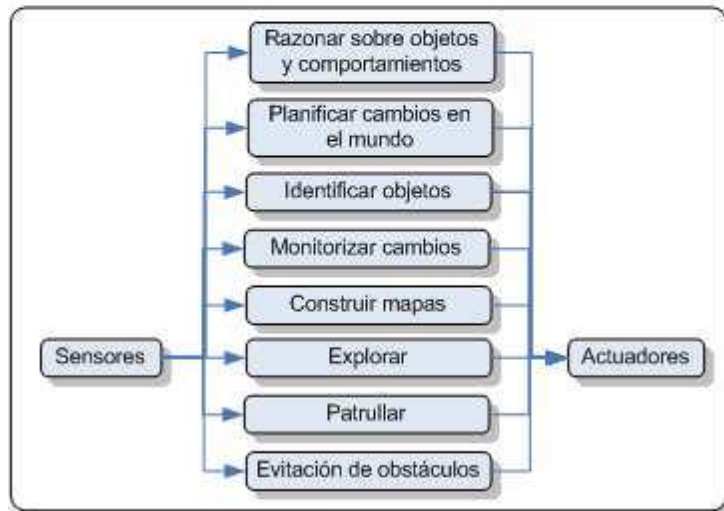 Razonar sobre objetos
y comportamientos
Planificar cambios en
el mundo
Identificar objetos
Monitorizar cambios
Construir mapas
Sensores
Explorar
Actuadores
Patrullar
Evitación de obstáculos